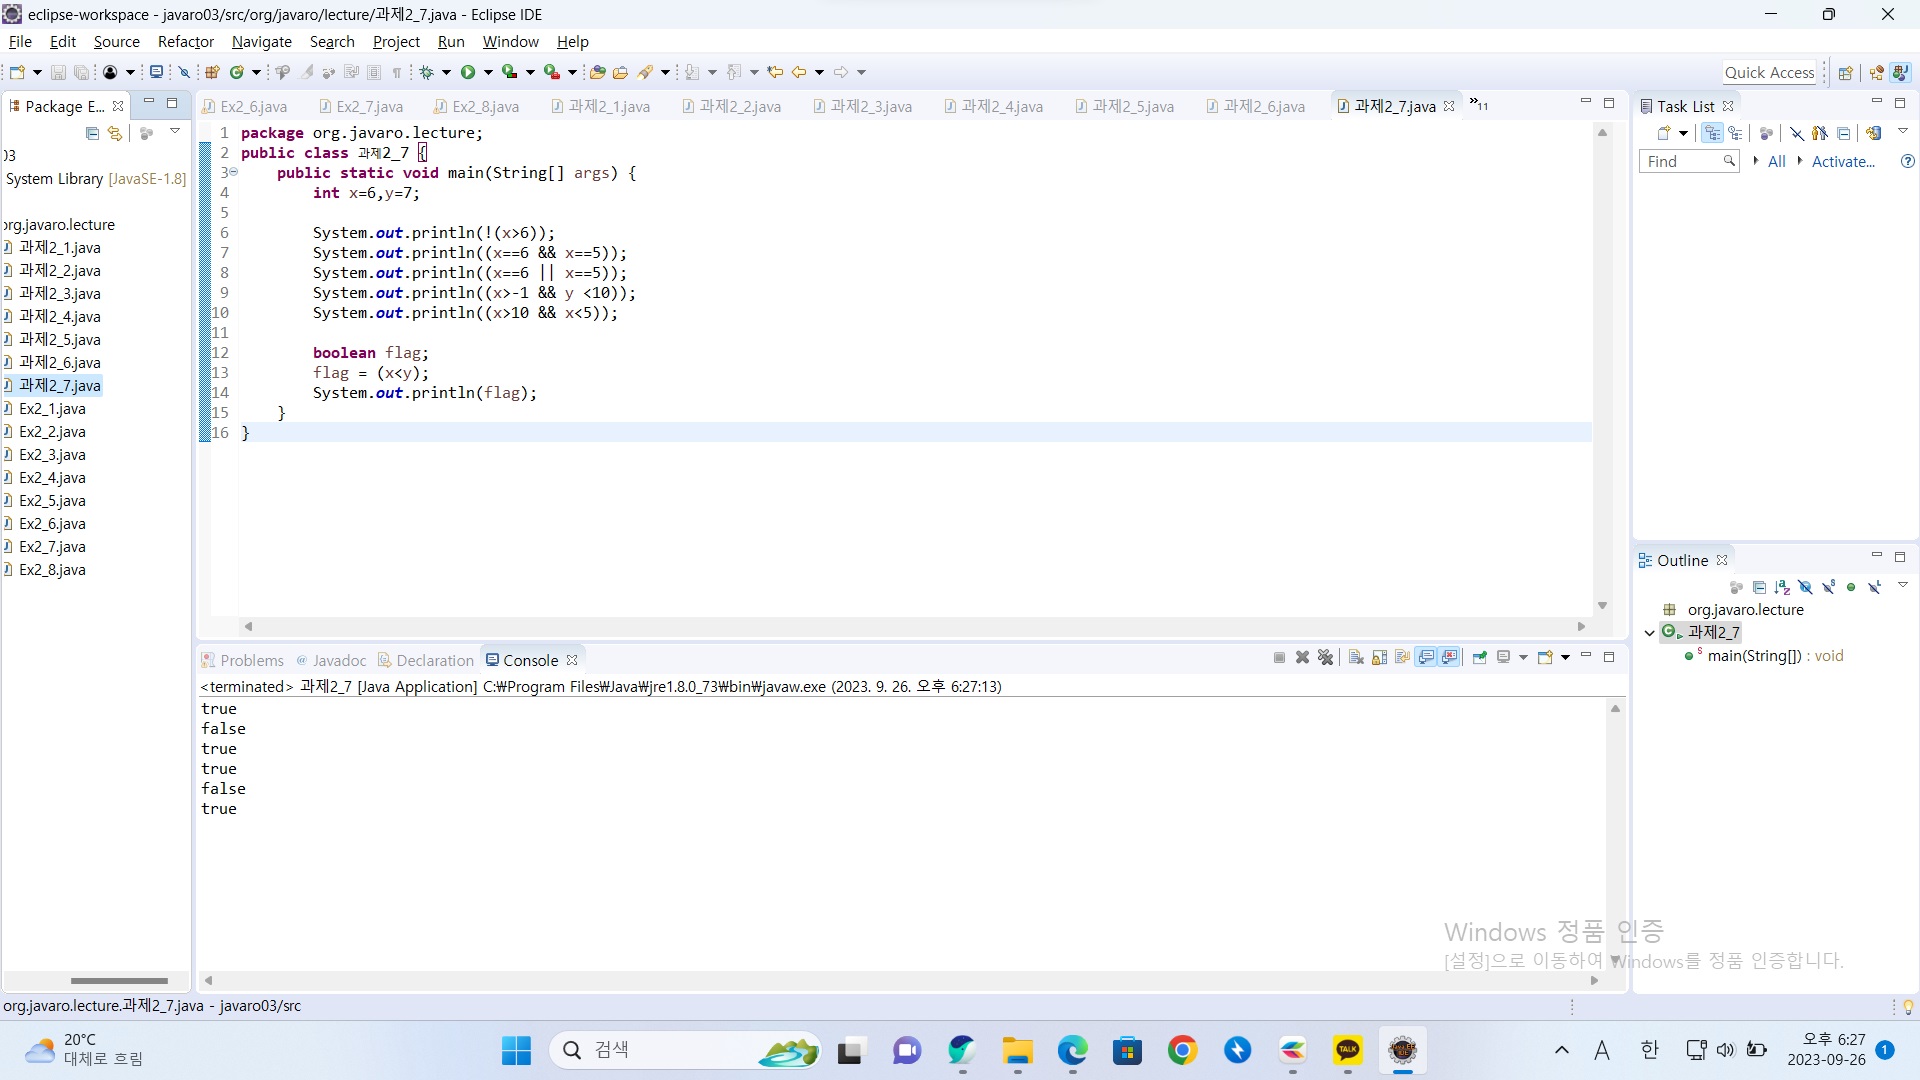 eclipse-workspace - javaro03/src/org/javaro/lecture/과제2_7.java - Eclipse IDE
File Edit Source Refactor Navigate Search Project Run Window Help
Quick Access
Package E...
Ex2_6.java Ex2_7.java Ex2_8.java 과제2_1.java 과제2_2.java 과제2_3.java 과제2_4.java 과제2_5.java 과제2_6.java 과제2_7.java »11
03
System Library [JavaSE-1.8]
org.javaro.lecture
과제2_1.java
과제2_2.java
과제2_3.java
과제2_4.java
과제2_5.java
과제2_6.java
과제2_7.java
Ex2_1.java
Ex2_2.java
Ex2_3.java
Ex2_4.java
Ex2_5.java
Ex2_6.java
Ex2_7.java
Ex2_8.java
1 package org.javaro.lecture;
2 public class 과제2_7 {
3 public static void main(String[] args) {
4 int x=6,y=7;
5
6 System.out.println(!(x>6));
7 System.out.println((x==6 && x==5));
8 System.out.println((x==6 || x==5));
9 System.out.println((x>-1 && y <10));
10 System.out.println((x>10 && x<5));
11
12 boolean flag;
13 flag = (x<y);
14 System.out.println(flag);
15 }
16 }
Task List
Find All Activate...
Outline
org.javaro.lecture
과제2_7
main(String[]) : void
Problems @ Javadoc Declaration Console
<terminated> 과제2_7 [Java Application] C:₩Program Files₩Java₩jre1.8.0_73₩bin₩javaw.exe (2023. 9. 26. 오후 6:27:13)
true
false
true
true
false
true
Windows 정품 인증
[설정]으로 이동하여 Windows를 정품 인증합니다.
org.javaro.lecture.과제2_7.java - javaro03/src
20°C
대체로 흐림
검색
TALK
A 한
오후 6:27
2023-09-26
1